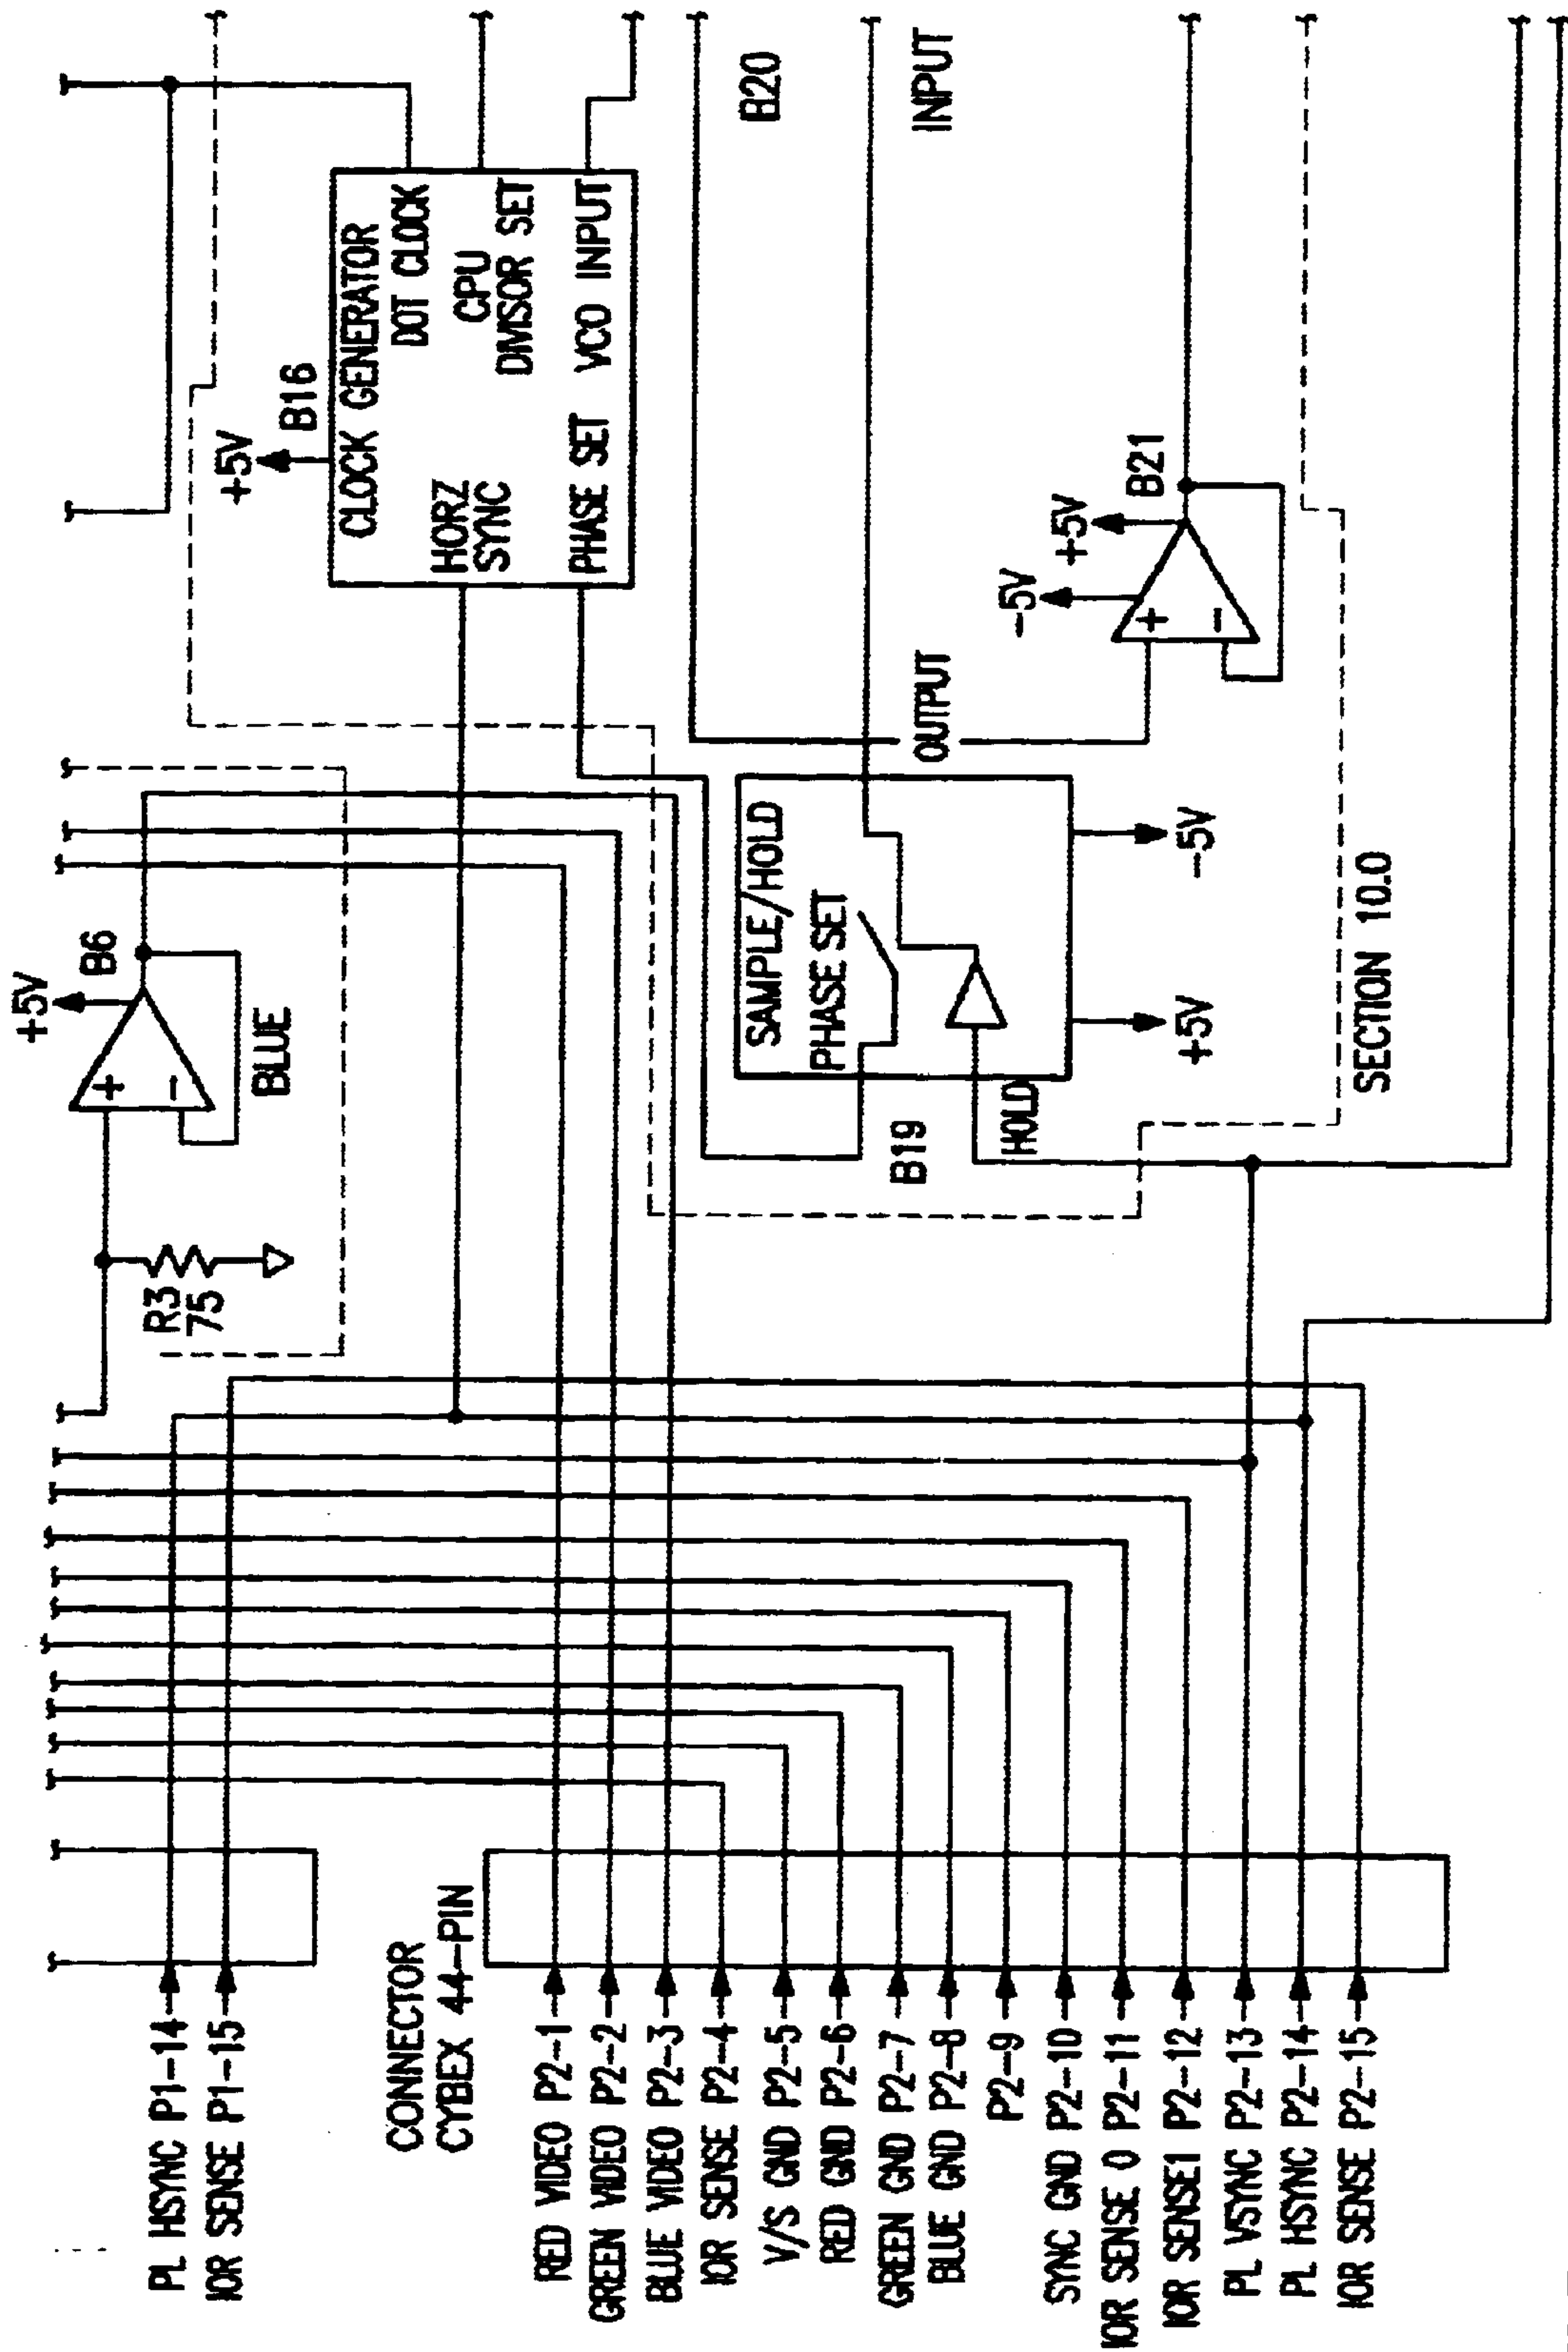 PL HSYNC P1-14
IOR SENSE P1-15
CONNECTOR
CYBEX 44-PIN
RED VIDEO P2-1
GREEN VIDEO P2-2
BLUE VIDEO P2-3
IOR SENSE P2-4
V/S GND P2-5
RED GND P2-6
GREEN GND P2-7
BLUE GND P2-8
P2-9
SYNC GND P2-10
IOR SENSE 0 P2-11
IOR SENSE1 P2-12
PL VSYNC P2-13
PL HSYNC P2-14
IOR SENSE P2-15
R3
75
+5V
B6
+
-
BLUE
+5V
B16
CLOCK GENERATOR
DOT CLOCK
HORZ
SYNC
CPU
DIVISOR SET
PHASE SET
VCO INPUT
B19
SAMPLE/HOLD
PHASE SET
HOLD
+5V
-5V
OUTPUT
B20
INPUT
-5V
+5V
B21
+
-
SECTION 10.0